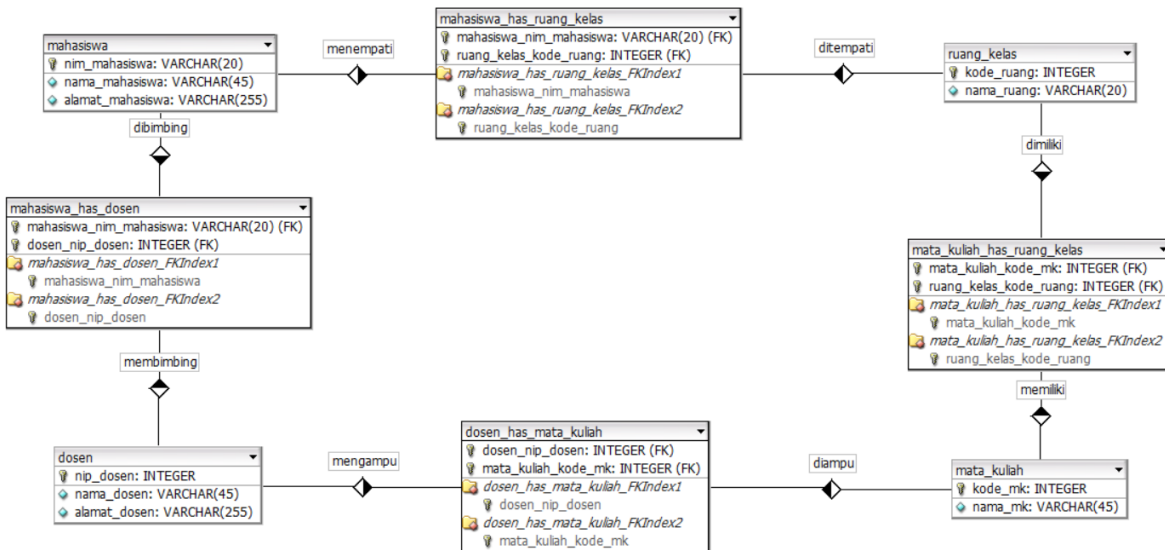 mahasiswa
nim_mahasiswa: VARCHAR(20)
nama_mahasiswa: VARCHAR(45)
alamat_mahasiswa: VARCHAR(255)
menempati
mahasiswa_has_ruang_kelas
mahasiswa_nim_mahasiswa: VARCHAR(20) (FK)
ruang_kelas_kode_ruang: INTEGER (FK)
mahasiswa_has_ruang_kelas_FKIndex1
mahasiswa_nim_mahasiswa
mahasiswa_has_ruang_kelas_FKIndex2
ruang_kelas_kode_ruang
ditempati
ruang_kelas
kode_ruang: INTEGER
nama_ruang: VARCHAR(20)
dibimbing
dimiliki
mahasiswa_has_dosen
mahasiswa_nim_mahasiswa: VARCHAR(20) (FK)
dosen_nip_dosen: INTEGER (FK)
mahasiswa_has_dosen_FKIndex1
mahasiswa_nim_mahasiswa
mahasiswa_has_dosen_FKIndex2
dosen_nip_dosen
mata_kuliah_has_ruang_kelas
mata_kuliah_kode_mk: INTEGER (FK)
ruang_kelas_kode_ruang: INTEGER (FK)
mata_kuliah_has_ruang_kelas_FKIndex1
mata_kuliah_kode_mk
mata_kuliah_has_ruang_kelas_FKIndex2
ruang_kelas_kode_ruang
membimbing
memiliki
dosen
nip_dosen: INTEGER
nama_dosen: VARCHAR(45)
alamat_dosen: VARCHAR(255)
mengampu
dosen_has_mata_kuliah
dosen_nip_dosen: INTEGER (FK)
mata_kuliah_kode_mk: INTEGER (FK)
dosen_has_mata_kuliah_FKIndex1
dosen_nip_dosen
dosen_has_mata_kuliah_FKIndex2
mata_kuliah_kode_mk
diampu
mata_kuliah
kode_mk: INTEGER
nama_mk: VARCHAR(45)